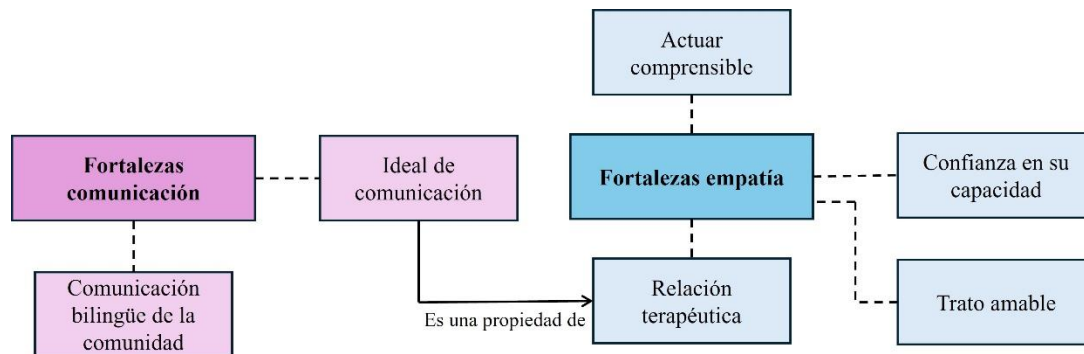 Actuar
comprensible
Fortalezas
comunicación
Ideal de
comunicación
Fortalezas empatía
Confianza en su
capacidad
Comunicación
bilingüe de la
comunidad
Es una propiedad de
Relación
terapéutica
Trato amable